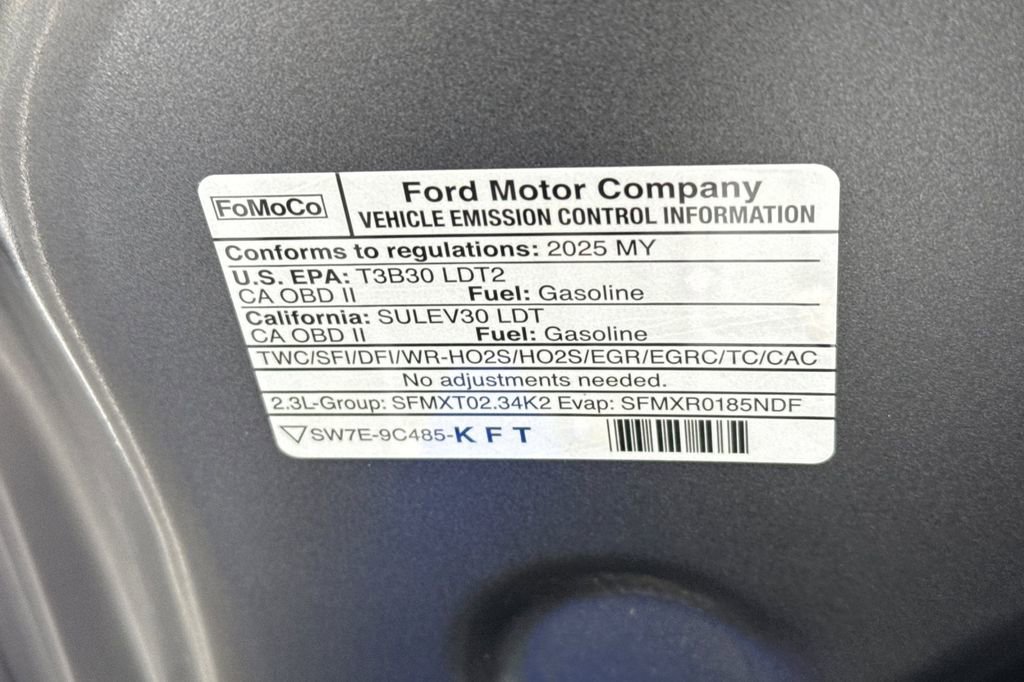 FoMoCo
Ford Motor Company
VEHICLE EMISSION CONTROL INFORMATION
Conforms to regulations: 2025 MY
U.S. EPA: T3B30 LDT2
CA OBD II Fuel: Gasoline
California: SULEV30 LDT
CA OBD II Fuel: Gasoline
TWC/SFI/DFI/WR-HO2S/HO2S/EGR/EGRC/TC/CAC
No adjustments needed.
2.3L-Group: SFMXT02.34K2 Evap: SFMXR0185NDF
SW7E-9C485-K F T